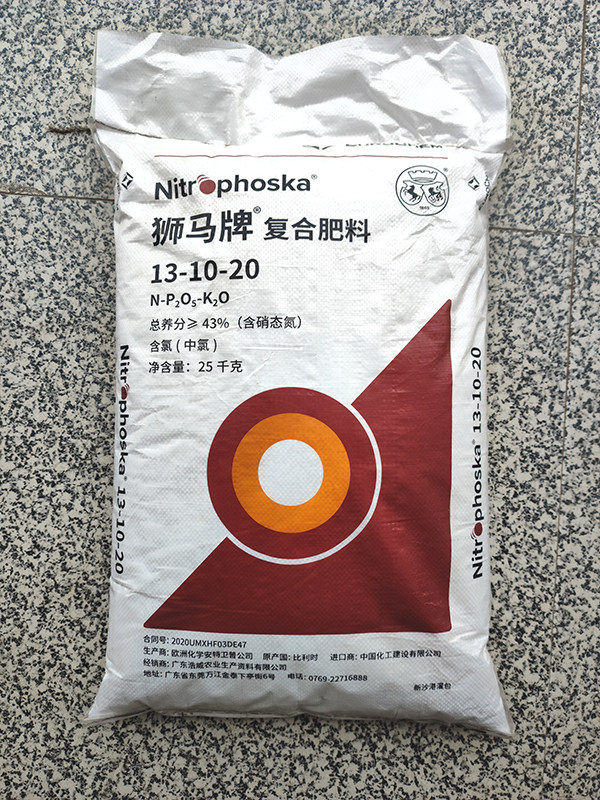 Nitrophoska®
狮马牌® 复合肥料
13-10-20
N-P₂O₅-K₂O
总养分≥43%（含硝态氮）
含氯(中氯)
净含量：25 千克
Nitrophoska® 13-10-20
Nitrophoska® 13-10-20
合同号: 2020UMXHF03DE47
生产商: 欧洲化学安特卫普公司 原产国: 比利时 进口商: 中国化工建设有限公司
经销商: 广东浩威农业生产资料有限公司
地址: 广东省东莞万江金泰下亭街6号 电话: 0769-22716888
新沙港灌包